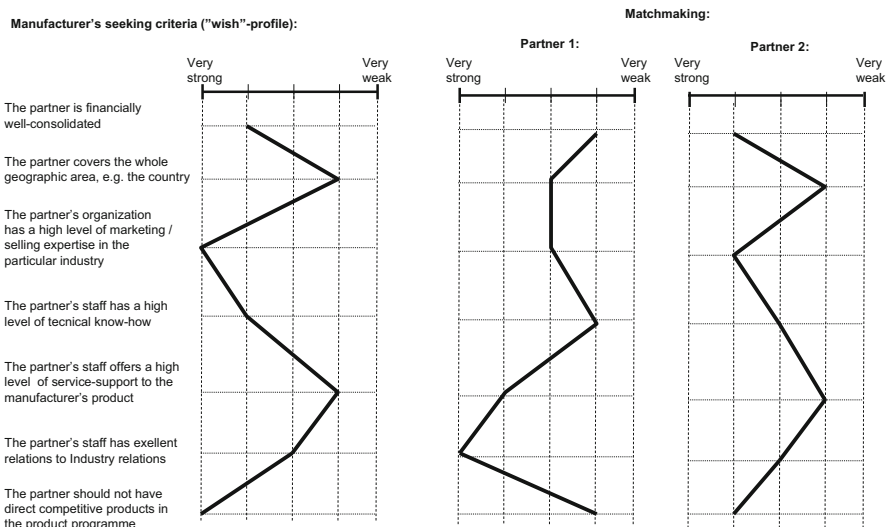 Manufacturer's seeking criteria ("wish"-profile):
Matchmaking:
Partner 1:
Partner 2:
Very
strong
Very
weak
Very
strong
Very
weak
Very
strong
Very
weak
The partner is financially
well-consolidated
The partner covers the whole
geographic area, e.g. the country
The partner's organization
has a high level of marketing /
selling expertise in the
particular industry
The partner's staff has a high
level of tecnical know-how
The partner's staff offers a high
level of service-support to the
manufacturer's product
The partner's staff has exellent
relations to Industry relations
The partner should not have
direct competitive products in
the product programme